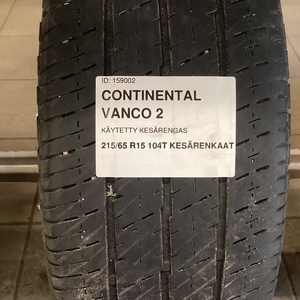 ID: 159002
CONTINENTAL
VANCO 2
KÄYTETTY KESÄRENGAS
215/65 R15 104T KESÄRENKAAT